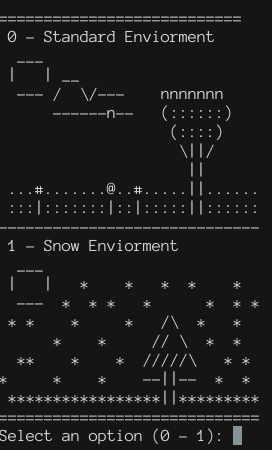 0 - Standard Enviorment
1 - Snow Enviorment
Select an option (0 - 1):